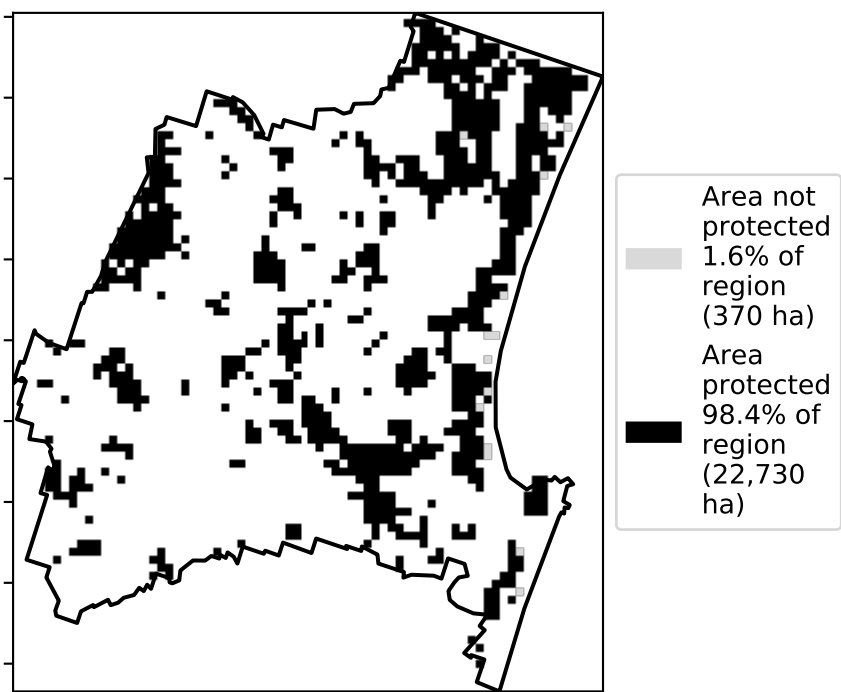 Area not
protected
1.6% of
region
(370 ha)
Area
protected
98.4% of
region
(22,730
ha)